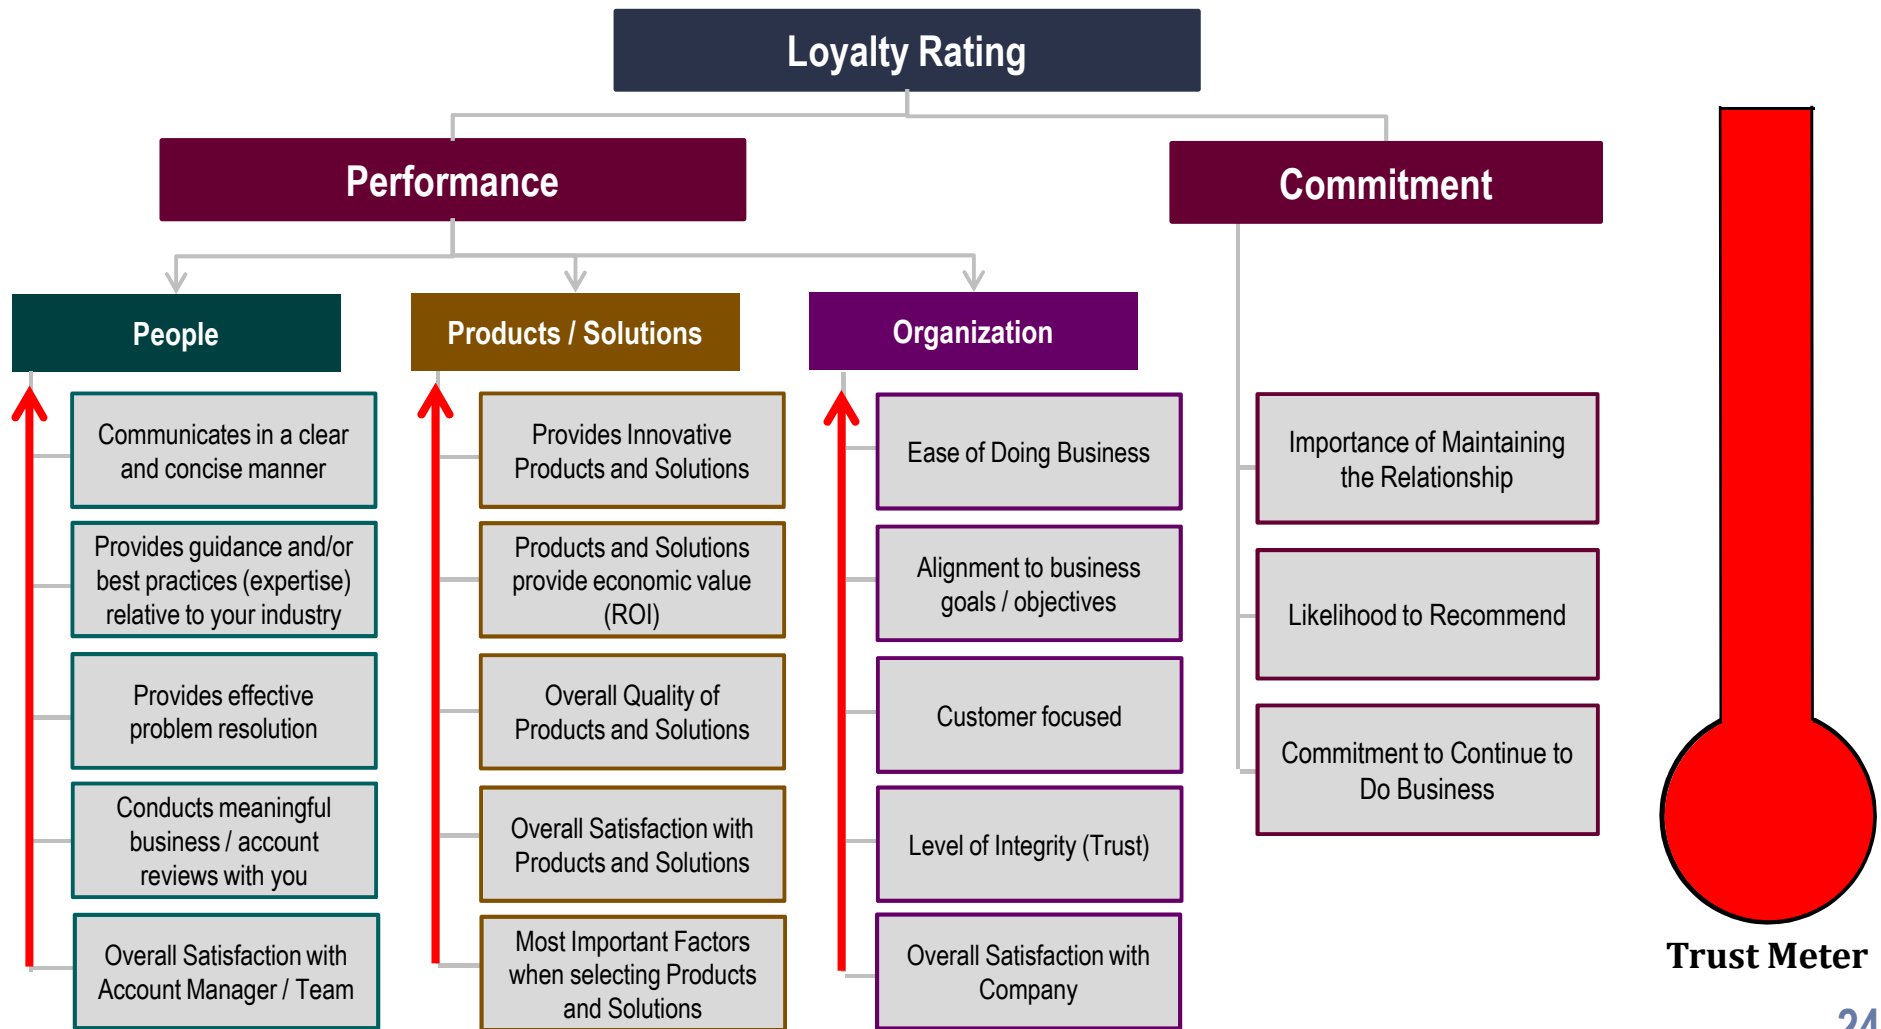 Loyalty Rating
Performance
Commitment
People
Products / Solutions
Organization
Communicates in a clear
and concise manner
Provides guidance and/or
best practices (expertise)
relative to your industry
Provides effective
problem resolution
Conducts meaningful
business / account
reviews with you
Overall Satisfaction with
Account Manager / Team
Provides Innovative
Products and Solutions
Products and Solutions
provide economic value
(ROI)
Overall Quality of
Products and Solutions
Overall Satisfaction with
Products and Solutions
Most Important Factors
when selecting Products
and Solutions
Ease of Doing Business
Alignment to business
goals / objectives
Customer focused
Level of Integrity (Trust)
Overall Satisfaction with
Company
Importance of Maintaining
the Relationship
Likelihood to Recommend
Commitment to Continue to
Do Business
Trust Meter
24